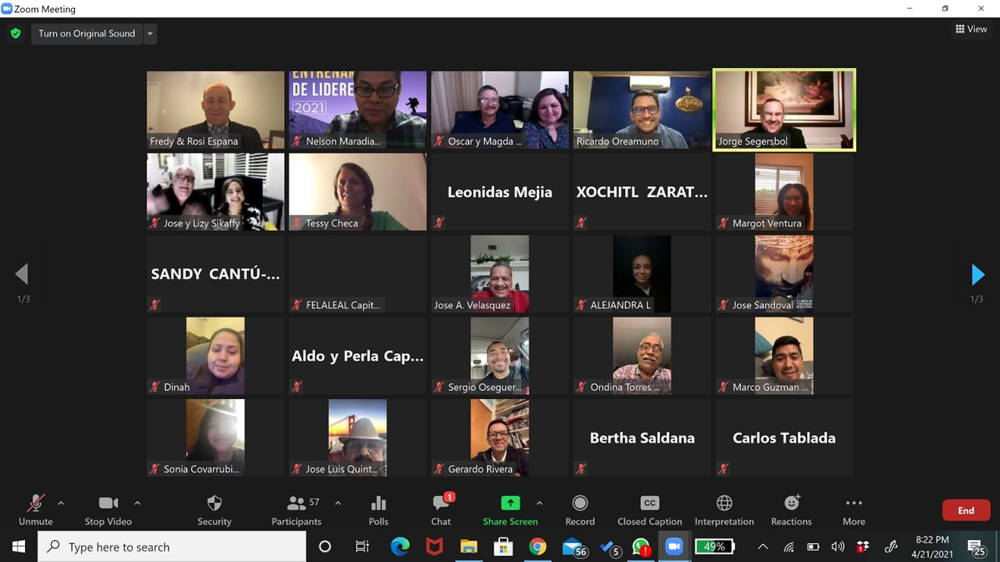 Zoom Meeting
Turn on Original Sound
View
ENTRENAM
DE LIDERE
2021
Fredy & Rosi Espana
Nelson Maradia...
Oscar y Magda ...
Ricardo Oreamuno
Jorge Segersbol
Jose y Lizy Sikaffy
Tessy Checa
Leonidas Mejia
XOCHITL ZARAT...
Margot Ventura
SANDY CANTÚ-...
FELALEAL Capit...
Jose A. Velasquez
ALEJANDRA L
Jose Sandoval
1/3
1/3
Dinah
Aldo y Perla Cap...
Sergio Oseguer...
Ondina Torres ...
Marco Guzman ...
Sonia Covarrubi...
Jose Luis Quint...
Gerardo Rivera
Bertha Saldana
Carlos Tablada
57
1
CC
Unmute
Stop Video
Security
Participants
Polls
Chat
Share Screen
Record
Closed Caption
Interpretation
Reactions
More
End
Type here to search
56
5
49%
1
8:22 PM
4/21/2021
25